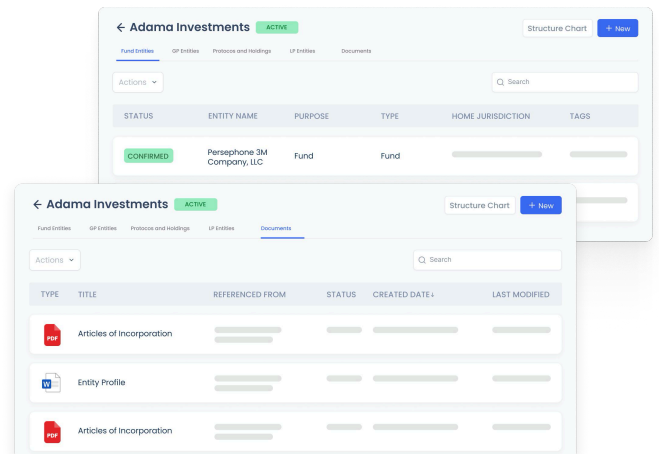 ← Adama Investments ACTIVE Structure Chart + New
Fund Entities GP Entities Protocos and Holdings LP Entities Documents
Actions Search
STATUS ENTITY NAME PURPOSE TYPE HOME JURISDICTION TAGS
CONFIRMED Persephone 3M Company, LLC Fund Fund
← Adama Investments ACTIVE Structure Chart + New
Fund Entities GP Entities Protocos and Holdings LP Entities Documents
Actions Search
TYPE TITLE REFERENCED FROM STATUS CREATED DATE↓ LAST MODIFIED
PDF Articles of Incorporation
W Entity Profile
PDF Articles of Incorporation